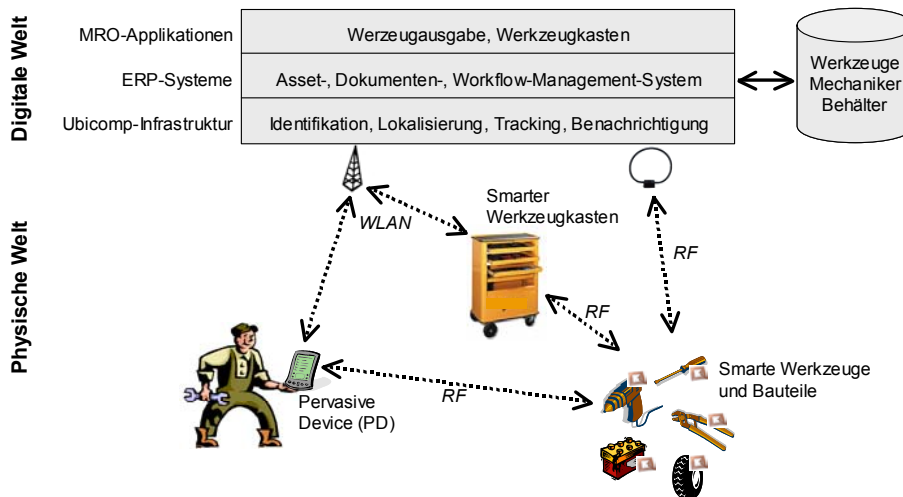 Digitale Welt
MRO-Applikationen
Werzeugausgabe, Werkzeugkasten
ERP-Systeme
Asset-, Dokumenten-, Workflow-Management-System
Ubicomp-Infrastruktur
Identifikation, Lokalisierung, Tracking, Benachrichtigung
Werkzeuge
Mechaniker
Behälter
Physische Welt
WLAN
Smarter
Werkzeugkasten
RF
RF
RF
Pervasive
Device (PD)
Smarte Werkzeuge
und Bauteile